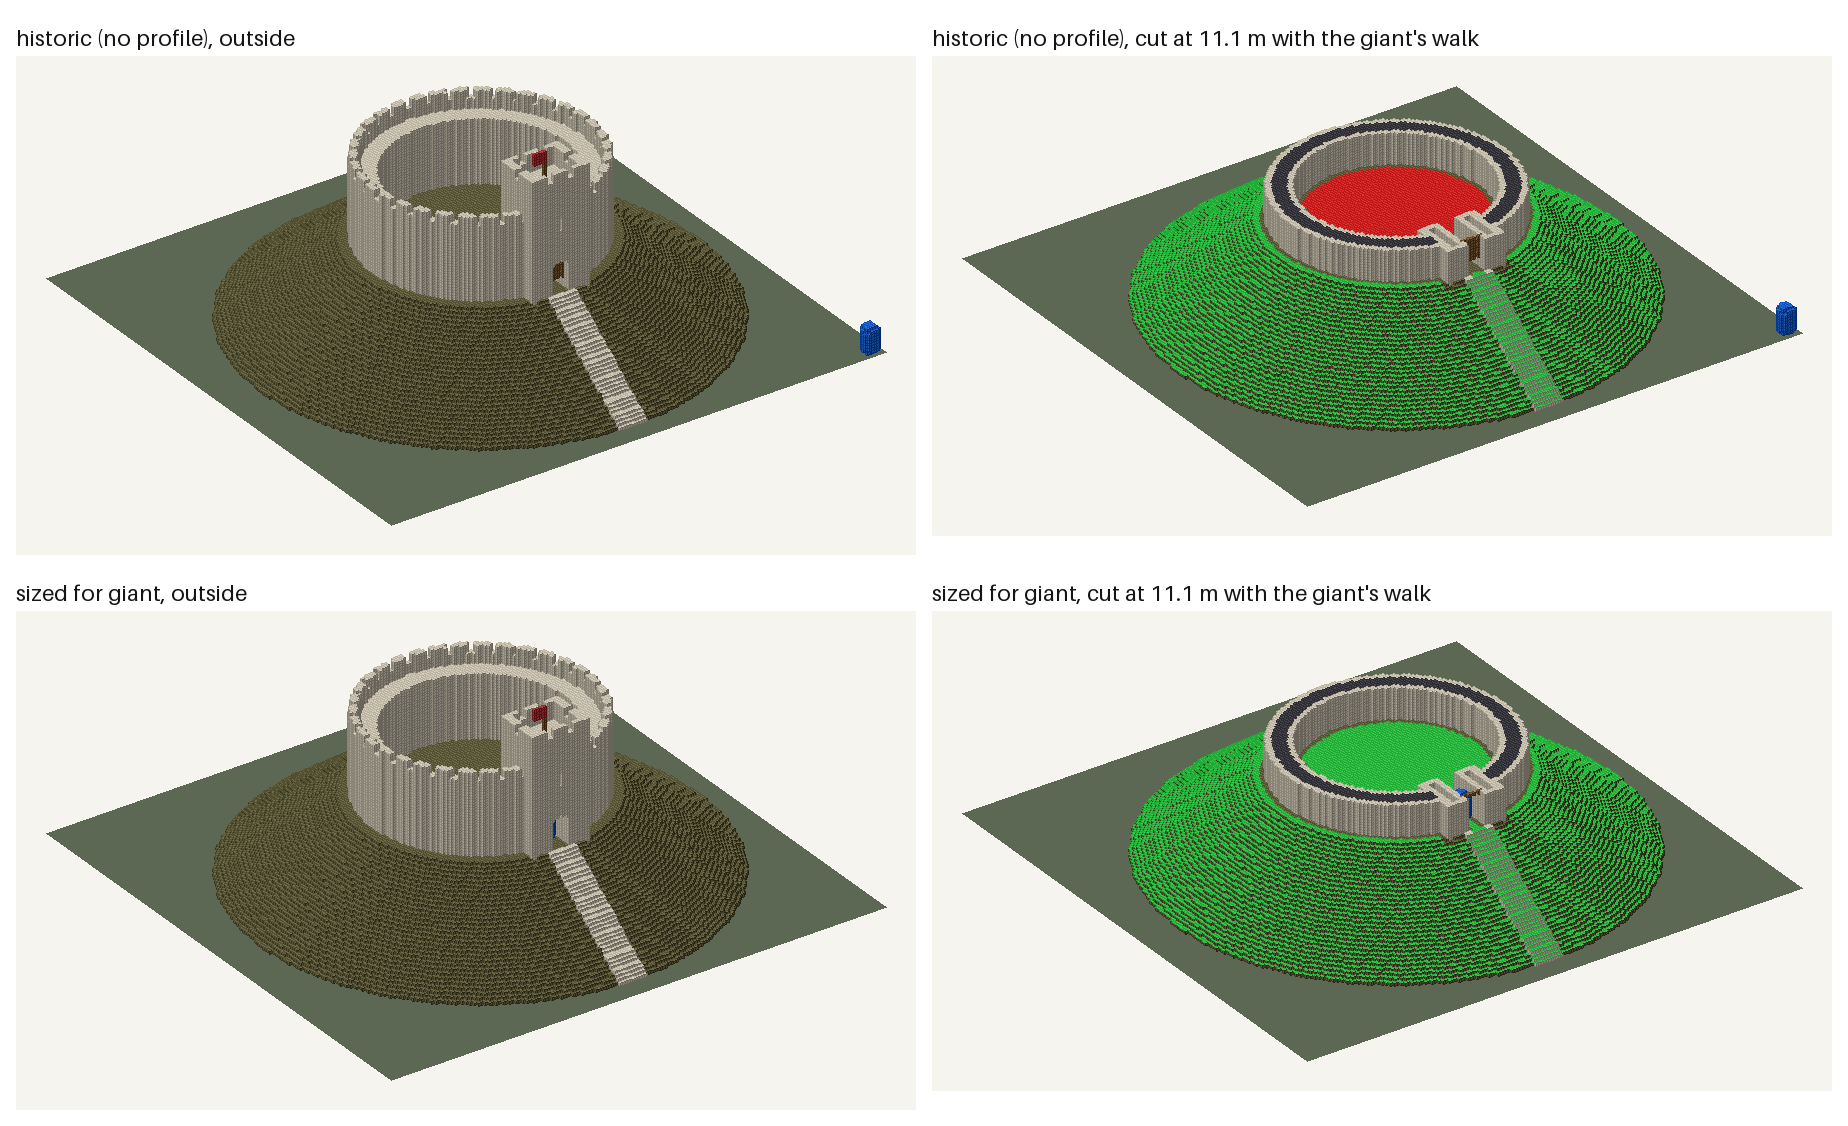 historic (no profile), outside
historic (no profile), cut at 11.1 m with the giant's walk
sized for giant, outside
sized for giant, cut at 11.1 m with the giant's walk